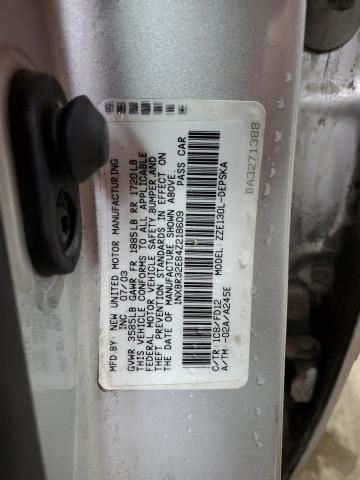 MFD. BY: NEW UNITED MOTOR MANUFACTURING
INC. 07/03
GVWR 3585LB GAWR FR 1885LB RR 1720LB
THIS VEHICLE CONFORMS TO ALL APPLICABLE
FEDERAL MOTOR VEHICLE SAFETY, BUMPER, AND
THEFT PREVENTION STANDARDS IN EFFECT ON
THE DATE OF MANUFACTURE SHOWN ABOVE.
1NXBR32E84Z218609 PASS CAR
MODEL: ZZE130L-DEPSKA
C/TR: 1C8/FD12
A/TM: -02A/A245E
BA3271388